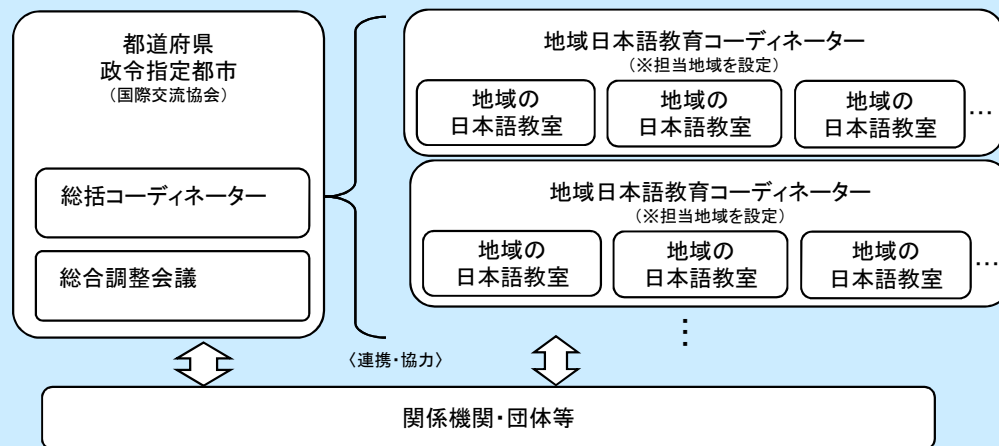 都道府県
政令指定都市
（国際交流協会）
総括コーディネーター
総合調整会議
地域日本語教育コーディネーター
（※担当地域を設定）
地域の
日本語教室
地域の
日本語教室
地域の
日本語教室
…
地域日本語教育コーディネーター
（※担当地域を設定）
地域の
日本語教室
地域の
日本語教室
地域の
日本語教室
…
⋮
〈連携・協力〉
関係機関・団体等